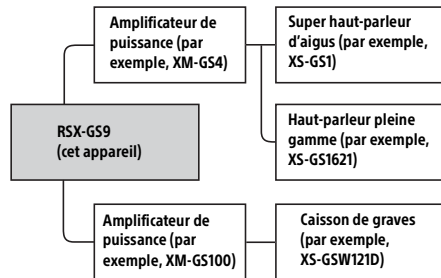 Amplificateur de
puissance (par
exemple, XM-GS4)
Super haut-parleur
d'aigus (par exemple,
XS-GS1)
Haut-parleur pleine
gamme (par exemple,
XS-GS1621)
RSX-GS9
(cet appareil)
Amplificateur de
puissance (par
exemple, XM-GS100)
Caisson de graves
(par exemple,
XS-GSW121D)